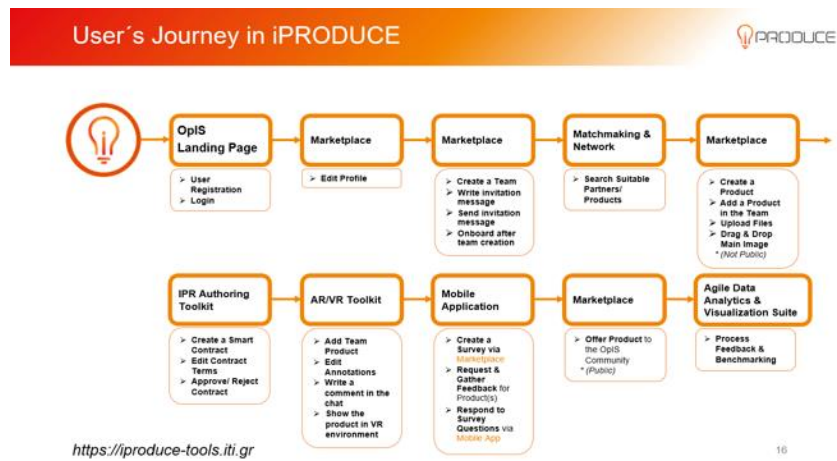 User´s Journey in iPRODUCE
PRODUCE
OpIS
Landing Page
➢ User
Registration
➢ Login
Marketplace
➢ Edit Profile
Marketplace
➢ Create a Team
➢ Write invitation
message
➢ Send invitation
message
➢ Onboard after
team creation
Matchmaking &
Network
➢ Search Suitable
Partners/
Products
Marketplace
➢ Create a
Product
➢ Add a Product
in the Team
➢ Upload Files
➢ Drag & Drop
Main Image
* (Not Public)
IPR Authoring
Toolkit
➢ Create a Smart
Contract
➢ Edit Contract
Terms
➢ Approve/ Reject
Contract
AR/VR Toolkit
➢ Add Team
Product
➢ Edit
Annotations
➢ Write a
comment in the
chat
➢ Show the
product in VR
environment
Mobile
Application
➢ Create a
Survey via
Marketplace
➢ Request &
Gather
Feedback for
Product(s)
➢ Respond to
Survey
Questions via
Mobile App
Marketplace
➢ Offer Product to
the OpIS
Community
* (Public)
Agile Data
Analytics &
Visualization Suite
➢ Process
Feedback &
Benchmarking
https://iproduce-tools.iti.gr
16